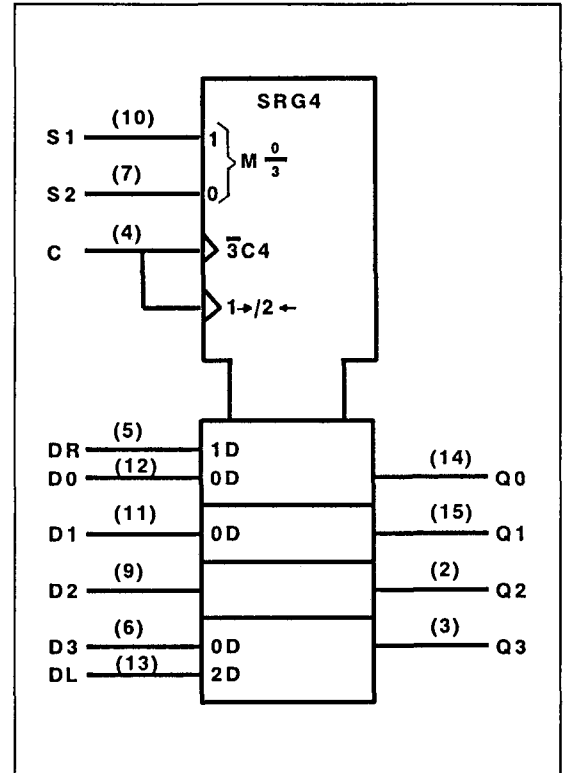 SRG4
S1 (10) 1
M 0/3
S2 (7) 0
C (4) 3̅C4
1→/2←
DR (5) 1D
D0 (12) 0D (14) Q0
D1 (11) 0D (15) Q1
D2 (9) (2) Q2
D3 (6) 0D (3) Q3
DL (13) 2D